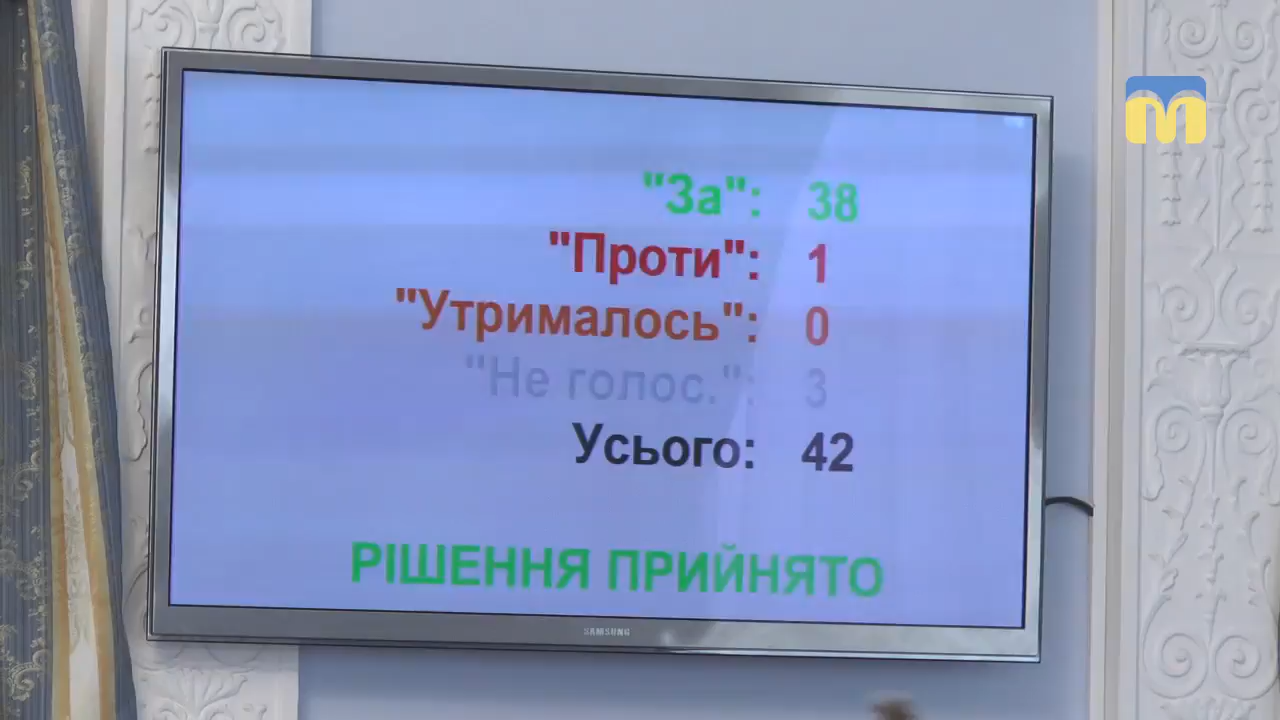 "За": 38
"Проти": 1
"Утрималось": 0
"Не голос.": 3
Усього: 42
РІШЕННЯ ПРИЙНЯТО
SAMSUNG
m